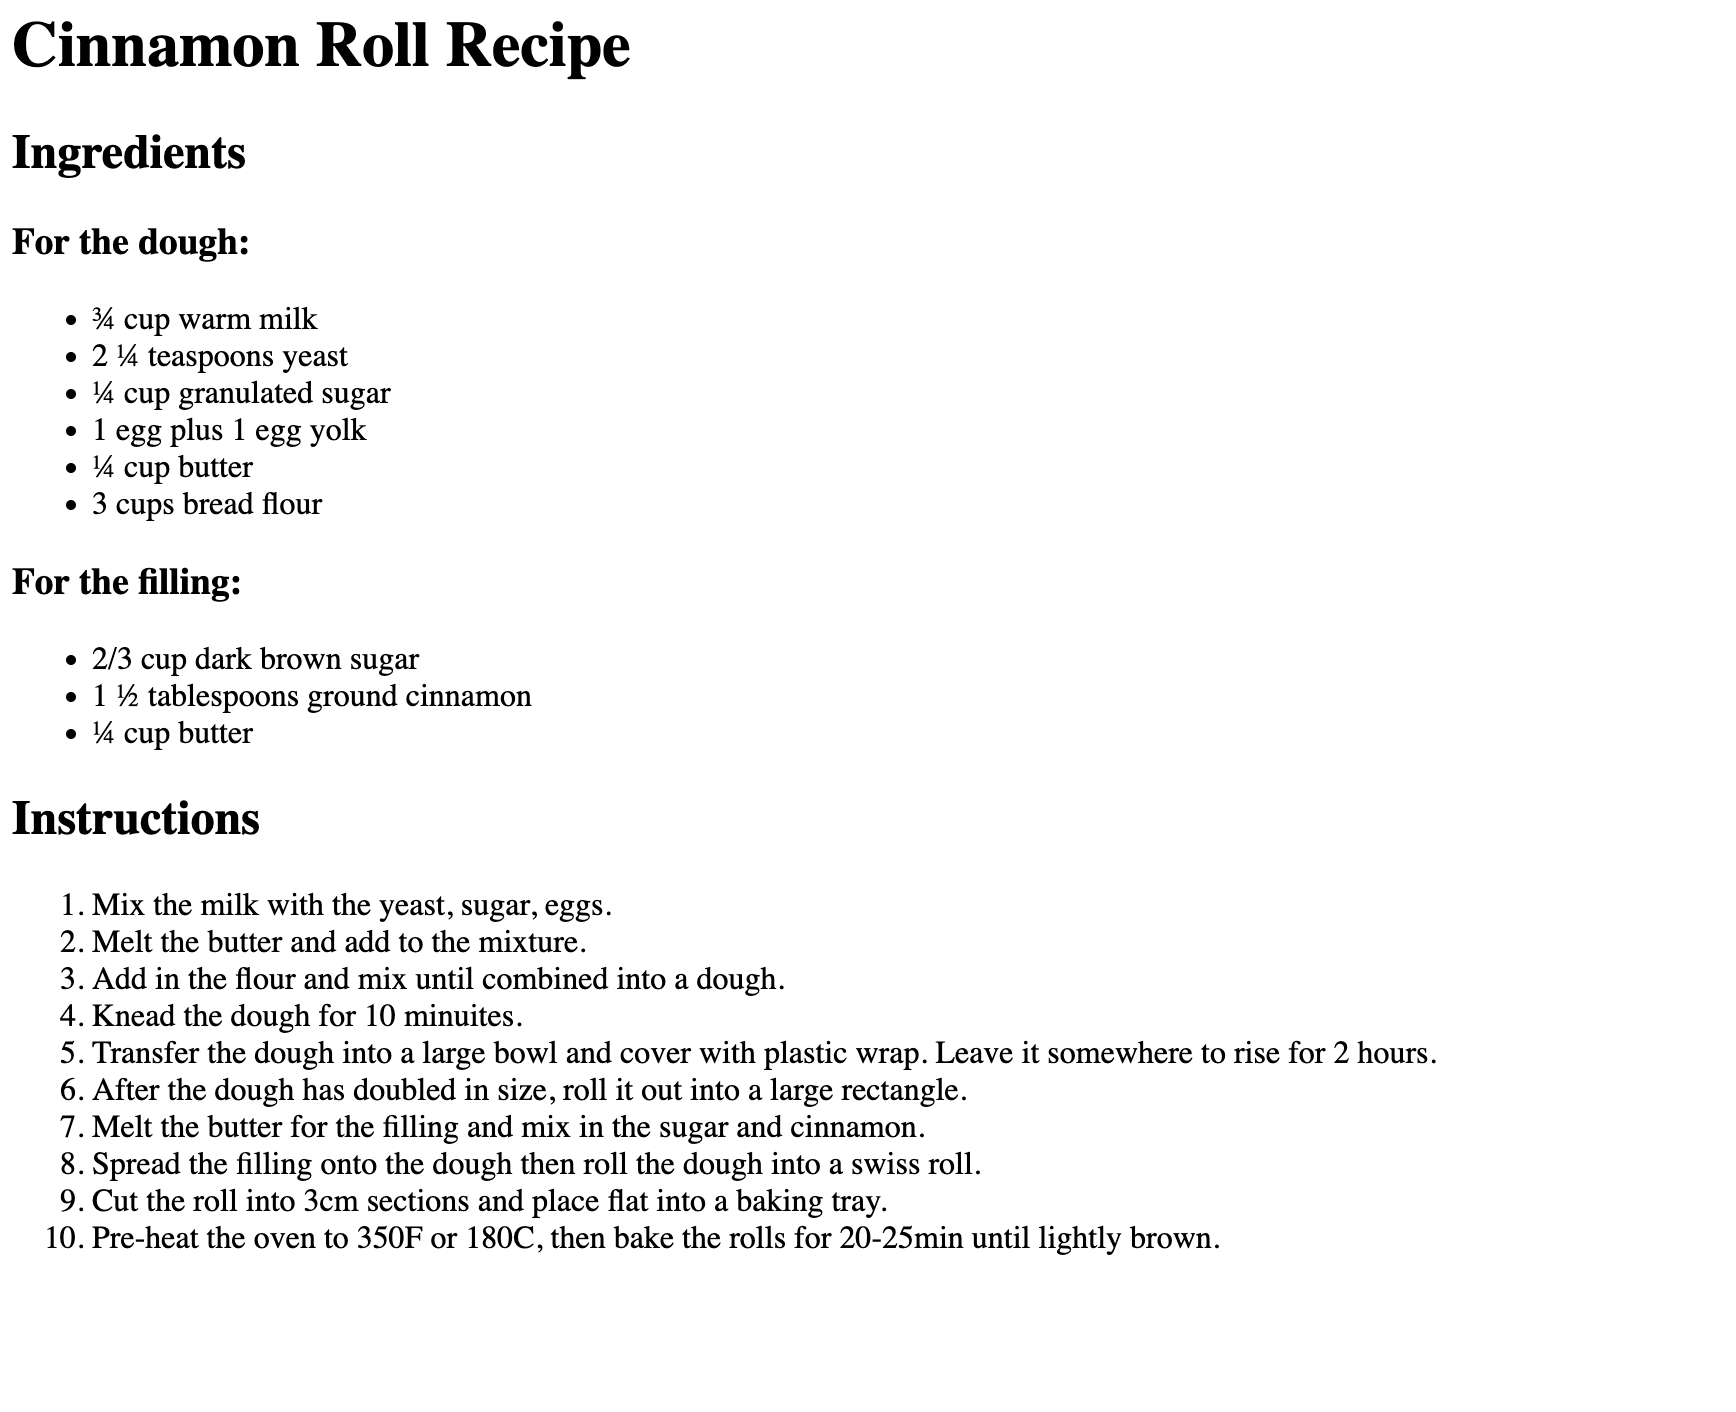 Cinnamon Roll Recipe
Ingredients
For the dough:
• ¾ cup warm milk
• 2 ¼ teaspoons yeast
• ¼ cup granulated sugar
• 1 egg plus 1 egg yolk
• ¼ cup butter
• 3 cups bread flour
For the filling:
• 2/3 cup dark brown sugar
• 1 ½ tablespoons ground cinnamon
• ¼ cup butter
Instructions
1. Mix the milk with the yeast, sugar, eggs.
2. Melt the butter and add to the mixture.
3. Add in the flour and mix until combined into a dough.
4. Knead the dough for 10 minuites.
5. Transfer the dough into a large bowl and cover with plastic wrap. Leave it somewhere to rise for 2 hours.
6. After the dough has doubled in size, roll it out into a large rectangle.
7. Melt the butter for the filling and mix in the sugar and cinnamon.
8. Spread the filling onto the dough then roll the dough into a swiss roll.
9. Cut the roll into 3cm sections and place flat into a baking tray.
10. Pre-heat the oven to 350F or 180C, then bake the rolls for 20-25min until lightly brown.